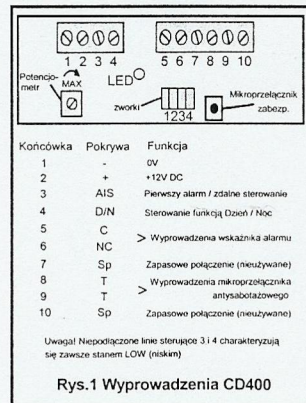 1 2 3 4 5 6 7 8 9 10
Potencjo-
metr
MAX
LED
zworki
1234
Mikroprzełącznik
zabezp.
Końcówka Pokrywa Funkcja
1 - 0V
2 + +12V DC
3 AIS Pierwszy alarm / zdalne sterowanie
4 D/N Sterowanie funkcją Dzień / Noc
5 C
> Wyprowadzenia wskaźnika alarmu
6 NC
7 Sp Zapasowe połączenie (nieużywane)
8 T Wyprowadzenia mikroprzełącznika
>
9 T antysabotażowego
10 Sp Zapasowe połączenie (nieużywane)
Uwaga! Niepodłączone linie sterujące 3 i 4 charakteryzują
się zawsze stanem LOW (niskim)
Rys.1 Wyprowadzenia CD400